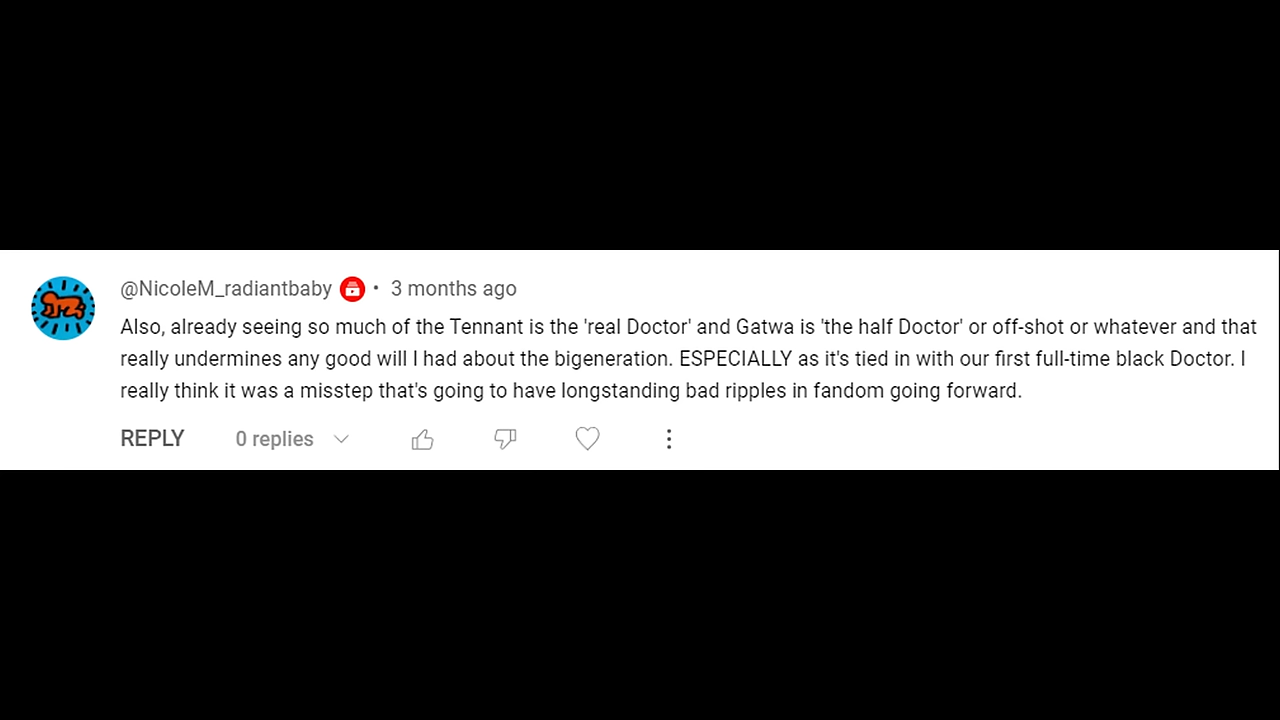 @NicoleM_radiantbaby • 3 months ago
Also, already seeing so much of the Tennant is the 'real Doctor' and Gatwa is 'the half Doctor' or off-shot or whatever and that
really undermines any good will I had about the bigeneration. ESPECIALLY as it's tied in with our first full-time black Doctor. I
really think it was a misstep that's going to have longstanding bad ripples in fandom going forward.
REPLY 0 replies